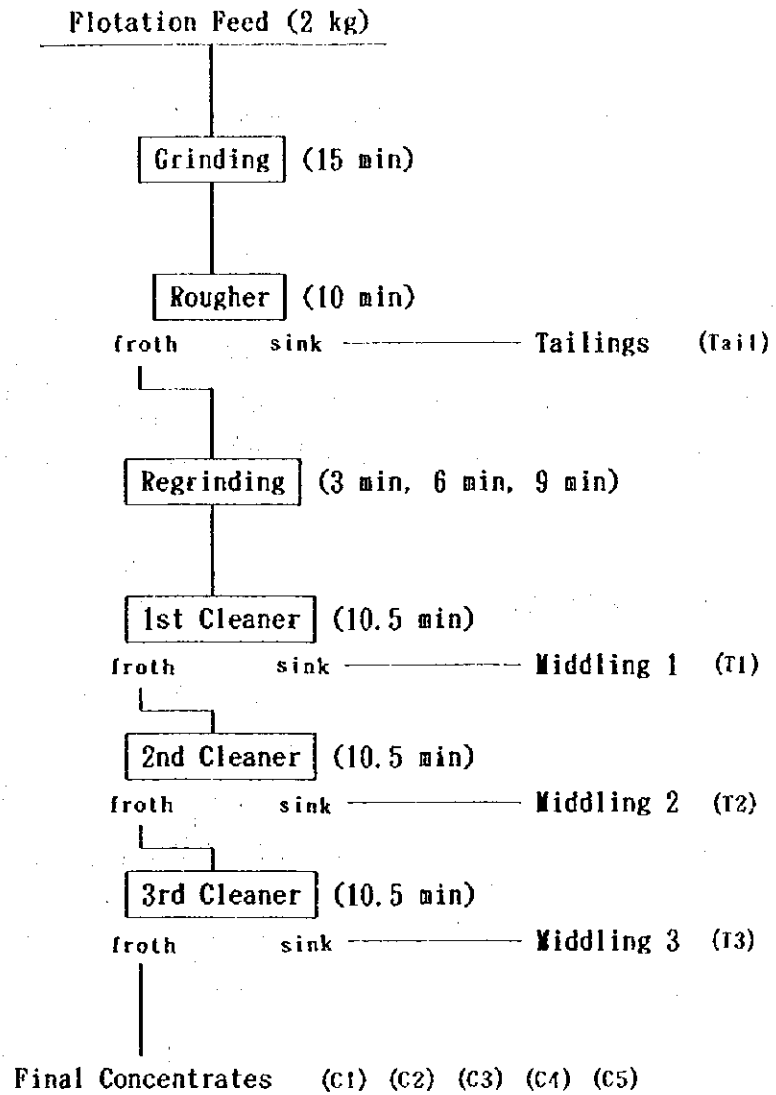 Flotation Feed (2 kg)
Grinding (15 min)
Rougher (10 min)
froth sink Tailings (Tail)
Regrinding (3 min, 6 min, 9 min)
1st Cleaner (10.5 min)
froth sink Middling 1 (T1)
2nd Cleaner (10.5 min)
froth sink Middling 2 (T2)
3rd Cleaner (10.5 min)
froth sink Middling 3 (T3)
Final Concentrates (C1) (C2) (C3) (C4) (C5)